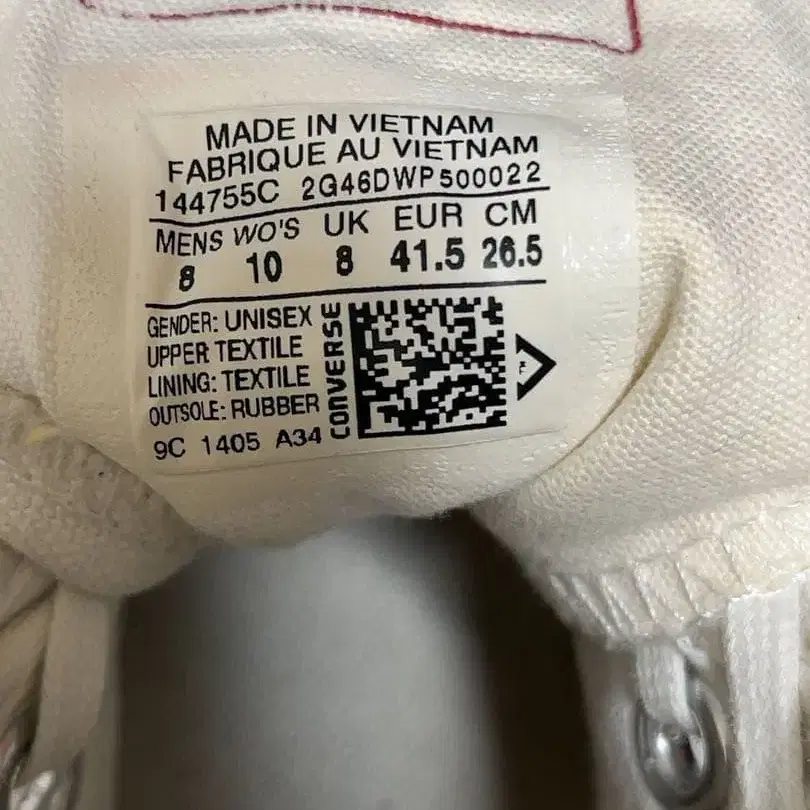 MADE IN VIETNAM
FABRIQUE AU VIETNAM
144755C 2G46DWP500022
MENS WO'S UK EUR CM
8 10 8 41.5 26.5
GENDER: UNISEX
UPPER TEXTILE
LINING: TEXTILE
OUTSOLE: RUBBER
9C 1405 A34
CONVERSE